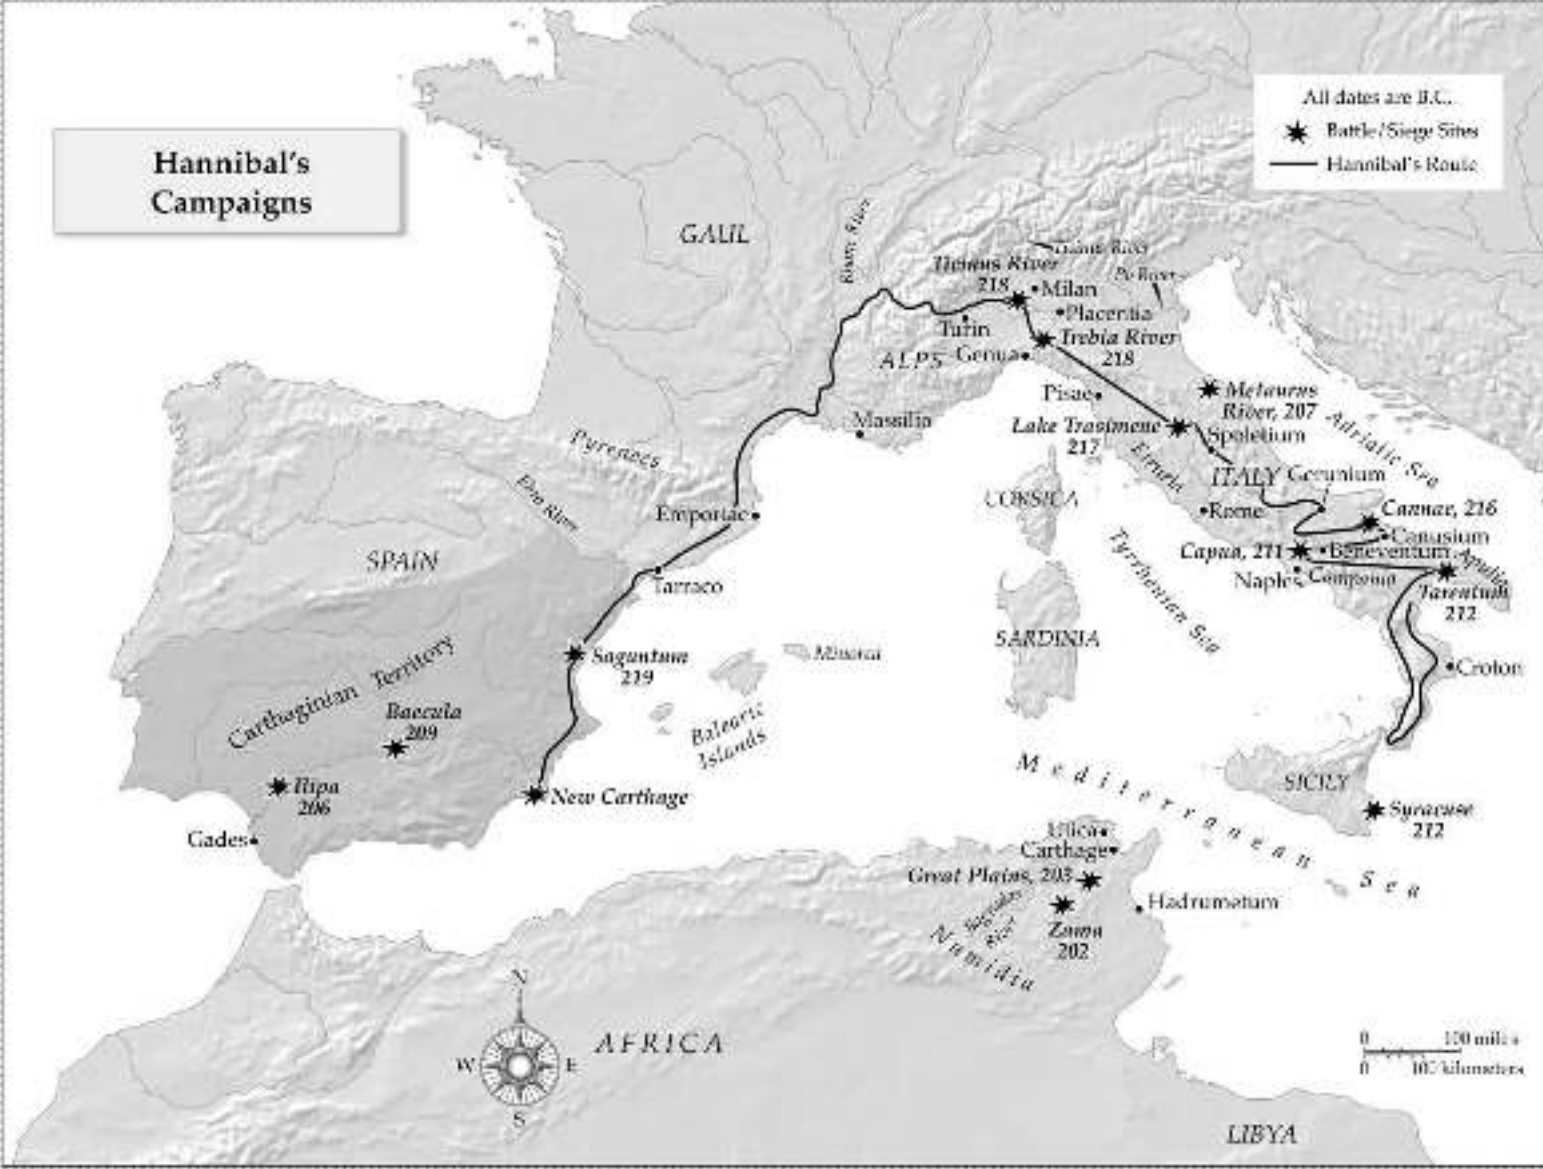 Hannibal's
Campaigns
All dates are B.C.
Battle/Siege Sites
Hannibal's Route
GAUL
Ticinus River
218
Milan
Po River
Placentia
Turin
Trebia River
218
ALPS
Genua
Pisae
Metaurus
River, 207
Massilia
Lake Trasimene
217
Spoletium
Adriatic Sea
Pyrenees
Etruria
ITALY
Gerunium
Ebro River
CORSICA
Emporiae
Rome
Cannae, 216
Canusium
SPAIN
Capua, 211
Beneventum
Apulia
Tarraco
Naples
Campania
Tarentum
212
Tyrrhenian Sea
SARDINIA
Saguntum
219
Minorca
Croton
Carthaginian Territory
Baecula
209
Balearic
Islands
Mediterranean Sea
SICILY
Ilipa
206
New Carthage
Syracuse
212
Gades
Utica
Carthage
Great Plains, 203
Hadrumetum
Zama
202
Numidia
N
W
E
S
AFRICA
0
100 miles
0
100 kilometers
LIBYA